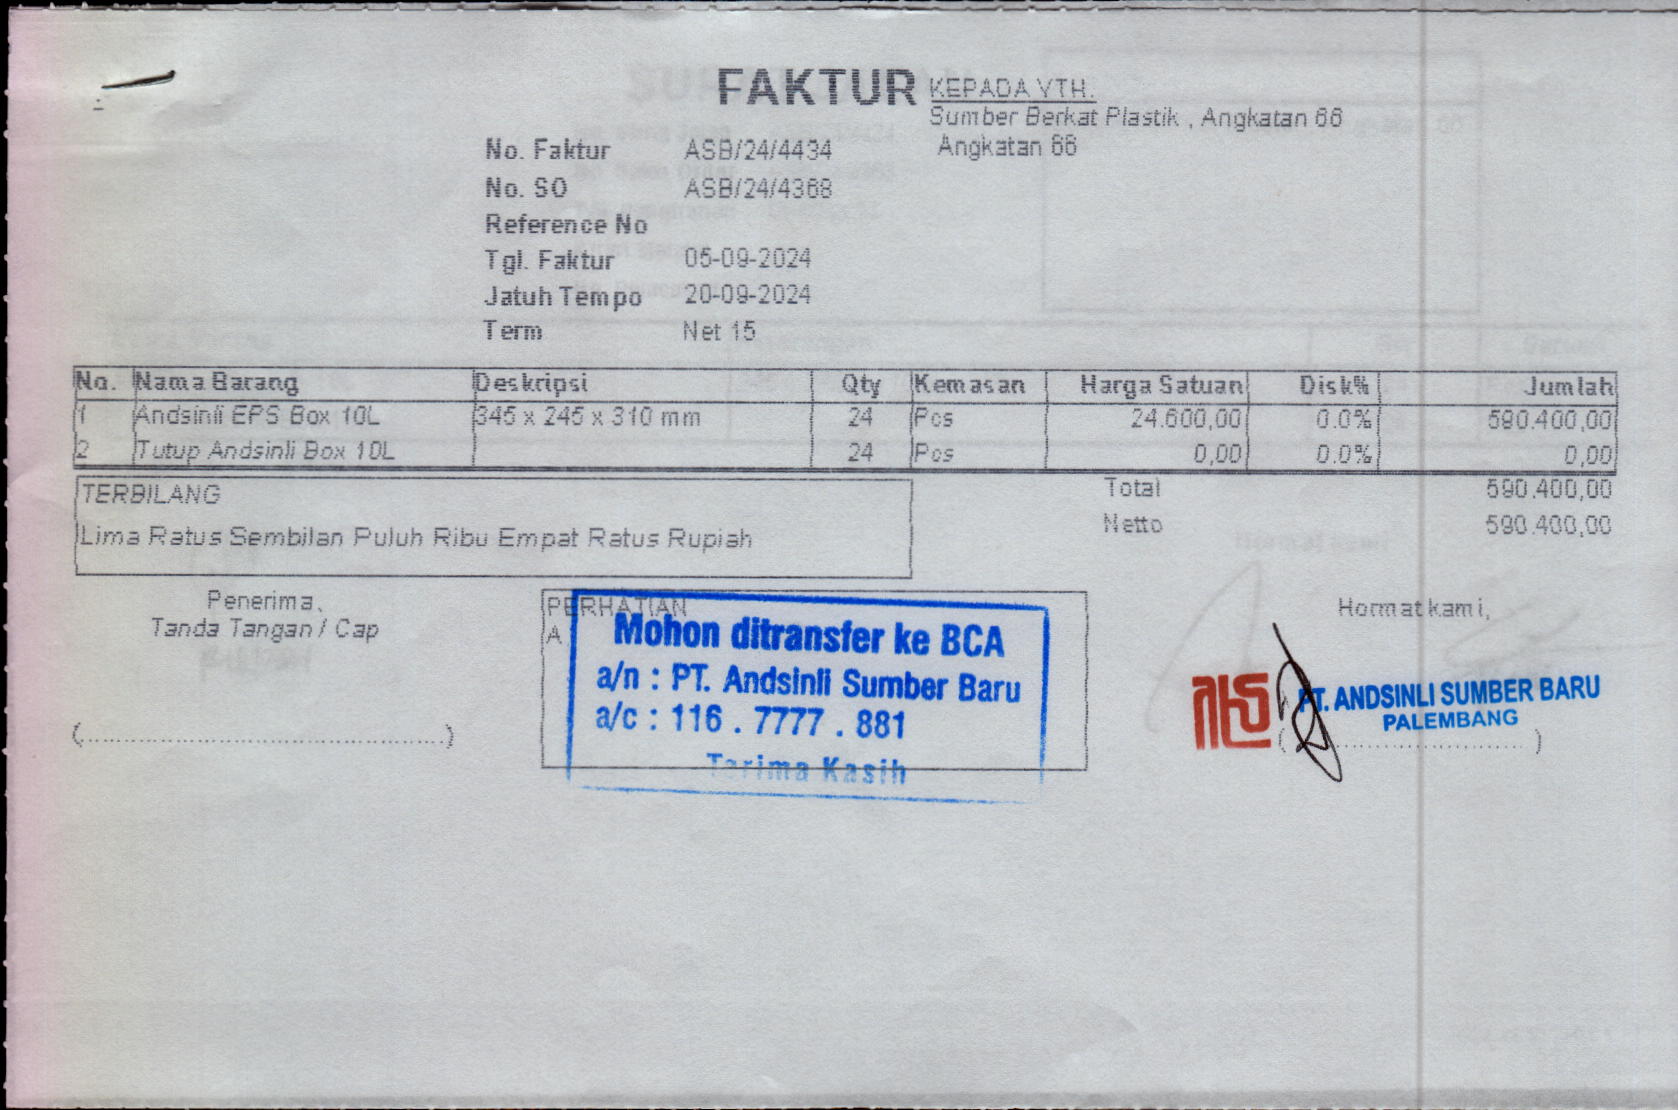 FAKTUR
KEPADA YTH.
Sumber Berkat Plastik , Angkatan 66
Angkatan 66
No. Faktur ASB/24/4434
No. SO ASB/24/4368
Reference No
Tgl. Faktur 05-09-2024
Jatuh Tempo 20-09-2024
Term Net 15
No. Nama Barang Deskripsi Qty Kemasan Harga Satuan Disk% Jumlah
1 Andsinli EPS Box 10L 345 x 245 x 310 mm 24 Pcs 24.600,00 0.0% 590.400,00
2 Tutup Andsinli Box 10L 24 Pcs 0,00 0.0% 0,00
TERBILANG
Lima Ratus Sembilan Puluh Ribu Empat Ratus Rupiah
Total 590.400,00
Netto 590.400,00
Penerima,
Tanda Tangan / Cap
(........................................)
PERHATIAN
A
Mohon ditransfer ke BCA
a/n : PT. Andsinli Sumber Baru
a/c : 116 . 7777 . 881
Terima Kasih
Hormat kami,
PT. ANDSINLI SUMBER BARU
PALEMBANG
(........................................)